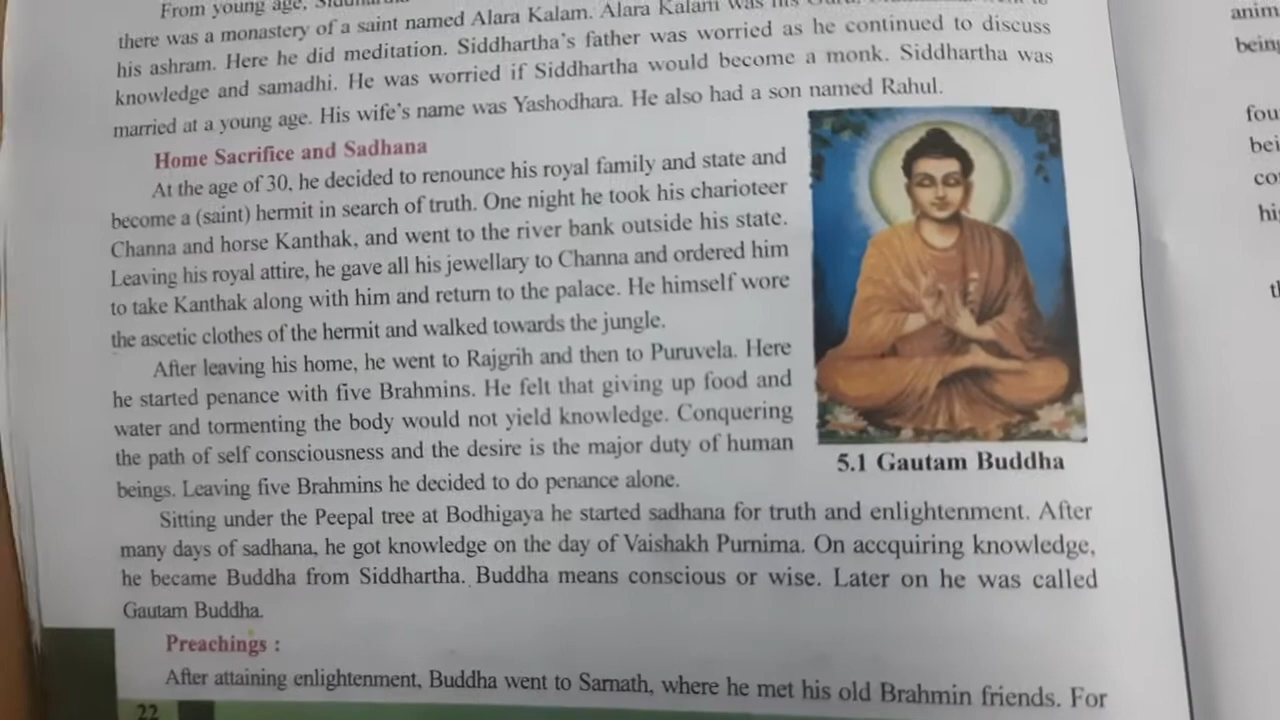 From young age,
there was a monastery of a saint named Alara Kalam. Alara Kalam was his
his ashram. Here he did meditation. Siddhartha's father was worried as he continued to discuss
knowledge and samadhi. He was worried if Siddhartha would become a monk. Siddhartha was
married at a young age. His wife's name was Yashodhara. He also had a son named Rahul.
Home Sacrifice and Sadhana
At the age of 30, he decided to renounce his royal family and state and
become a (saint) hermit in search of truth. One night he took his charioteer
Channa and horse Kanthak, and went to the river bank outside his state.
Leaving his royal attire, he gave all his jewellary to Channa and ordered him
to take Kanthak along with him and return to the palace. He himself wore
the ascetic clothes of the hermit and walked towards the jungle.
After leaving his home, he went to Rajgrih and then to Puruvela. Here
he started penance with five Brahmins. He felt that giving up food and
water and tormenting the body would not yield knowledge. Conquering
the path of self consciousness and the desire is the major duty of human
beings. Leaving five Brahmins he decided to do penance alone.
5.1 Gautam Buddha
Sitting under the Peepal tree at Bodhigaya he started sadhana for truth and enlightenment. After
many days of sadhana, he got knowledge on the day of Vaishakh Purnima. On accquiring knowledge,
he became Buddha from Siddhartha. Buddha means conscious or wise. Later on he was called
Gautam Buddha.
Preachings :
After attaining enlightenment, Buddha went to Sarnath, where he met his old Brahmin friends. For
22